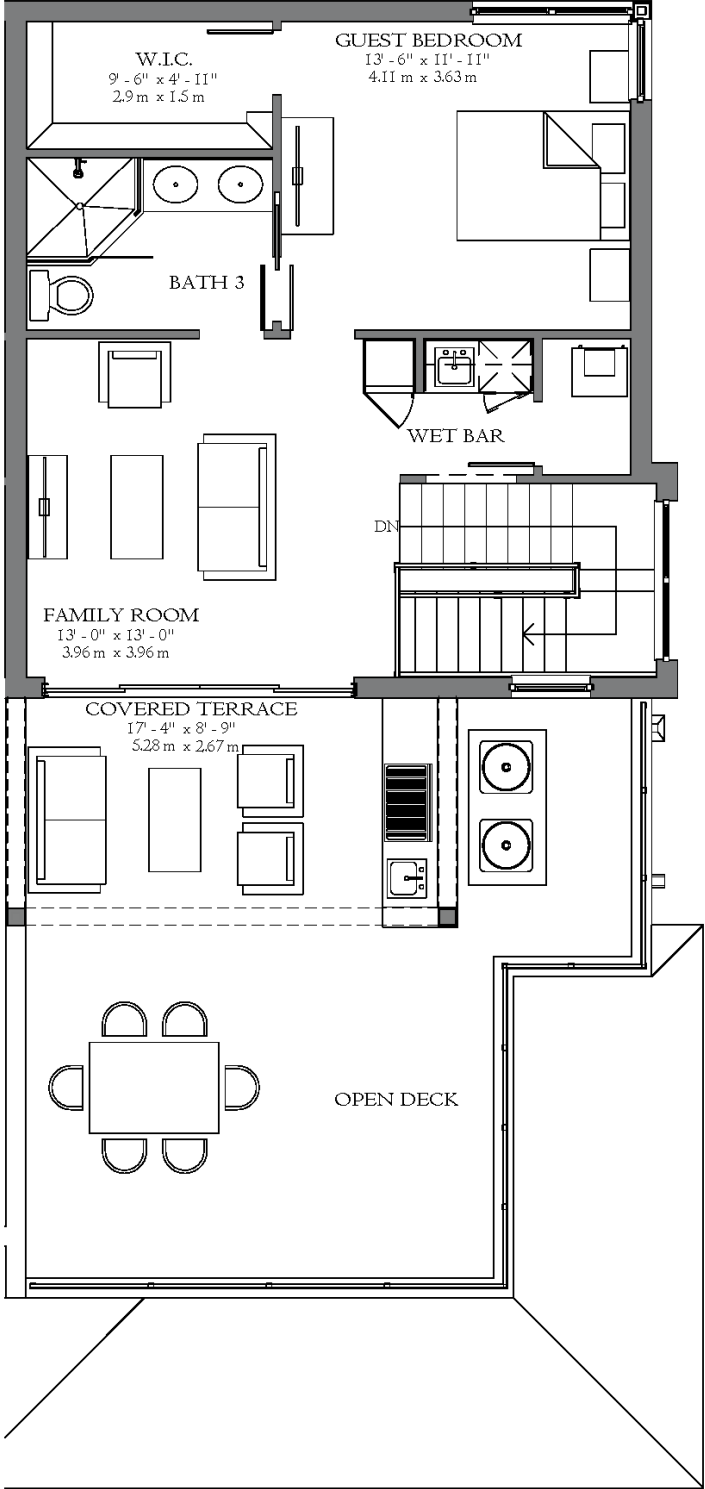 W.I.C.
9' - 6" x 4' - 11"
2.9 m x 1.5 m
GUEST BEDROOM
13' - 6" x 11' - 11"
4.11 m x 3.63 m
BATH 3
WET BAR
DN
FAMILY ROOM
13' - 0" x 13' - 0"
3.96 m x 3.96 m
COVERED TERRACE
17' - 4" x 8' - 9"
5.28 m x 2.67 m
OPEN DECK